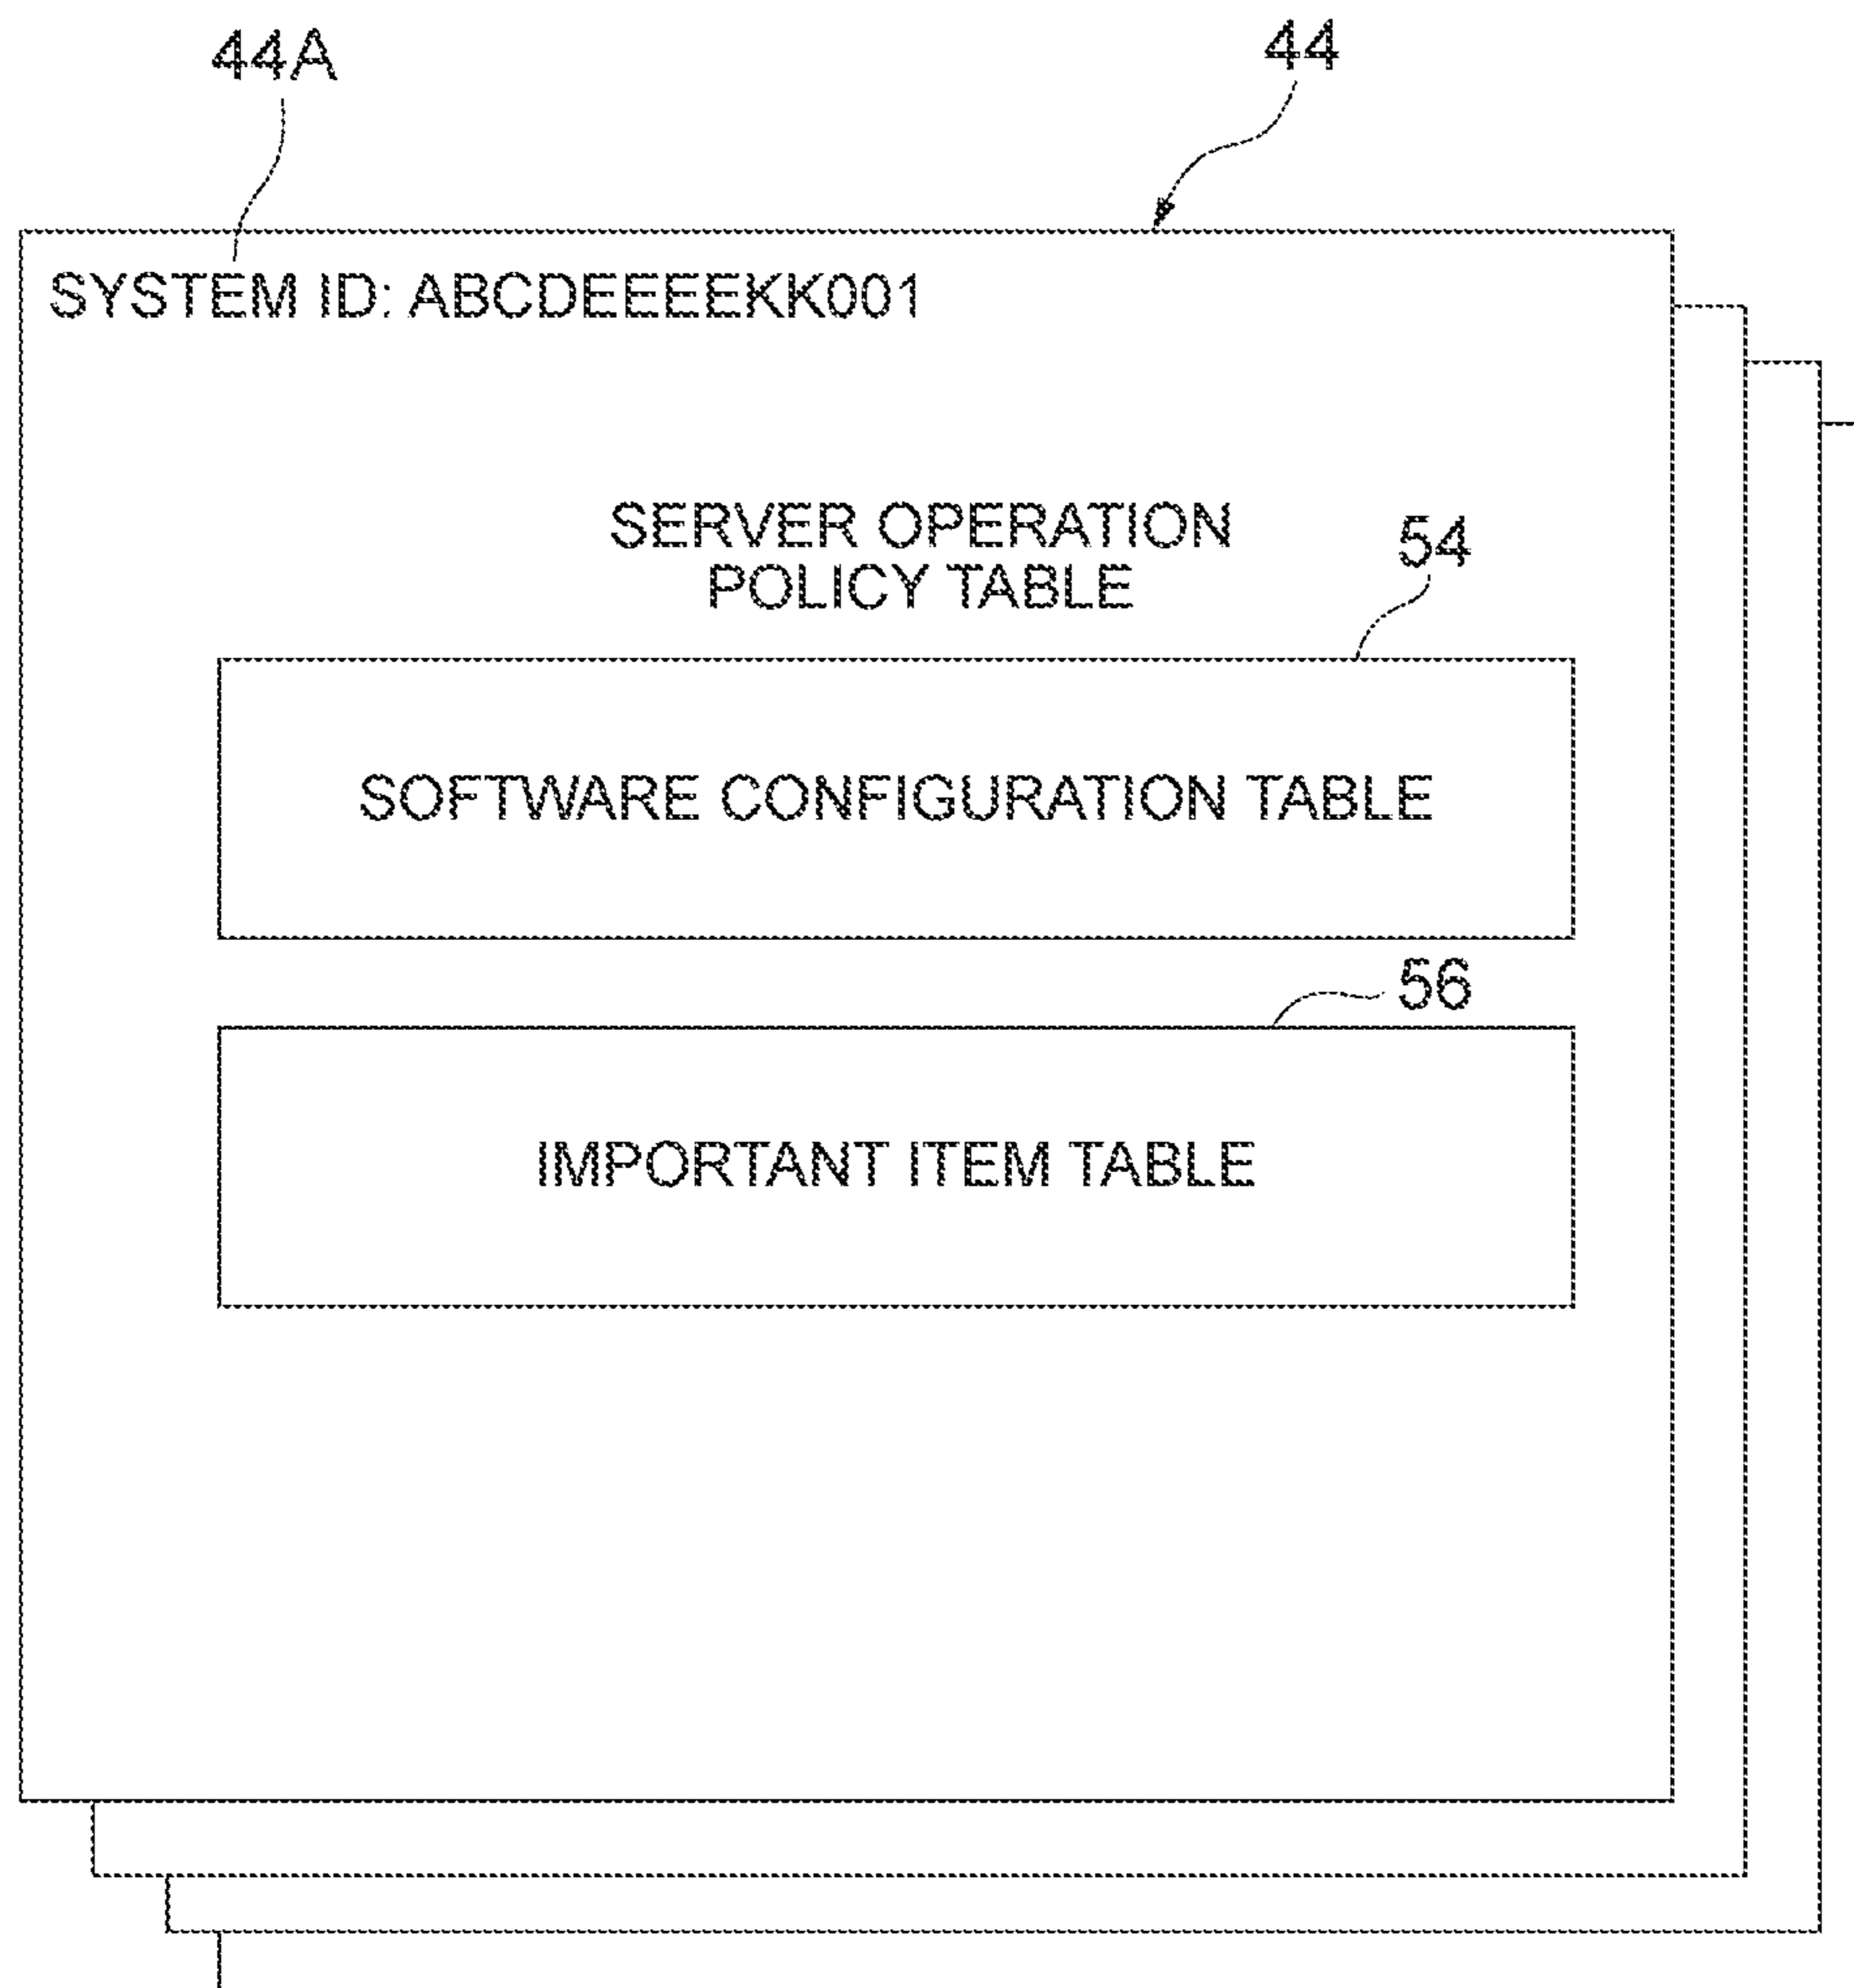 44A
44
SYSTEM ID: ABCDEEEEKK001
SERVER OPERATION
POLICY TABLE
54
SOFTWARE CONFIGURATION TABLE
56
IMPORTANT ITEM TABLE